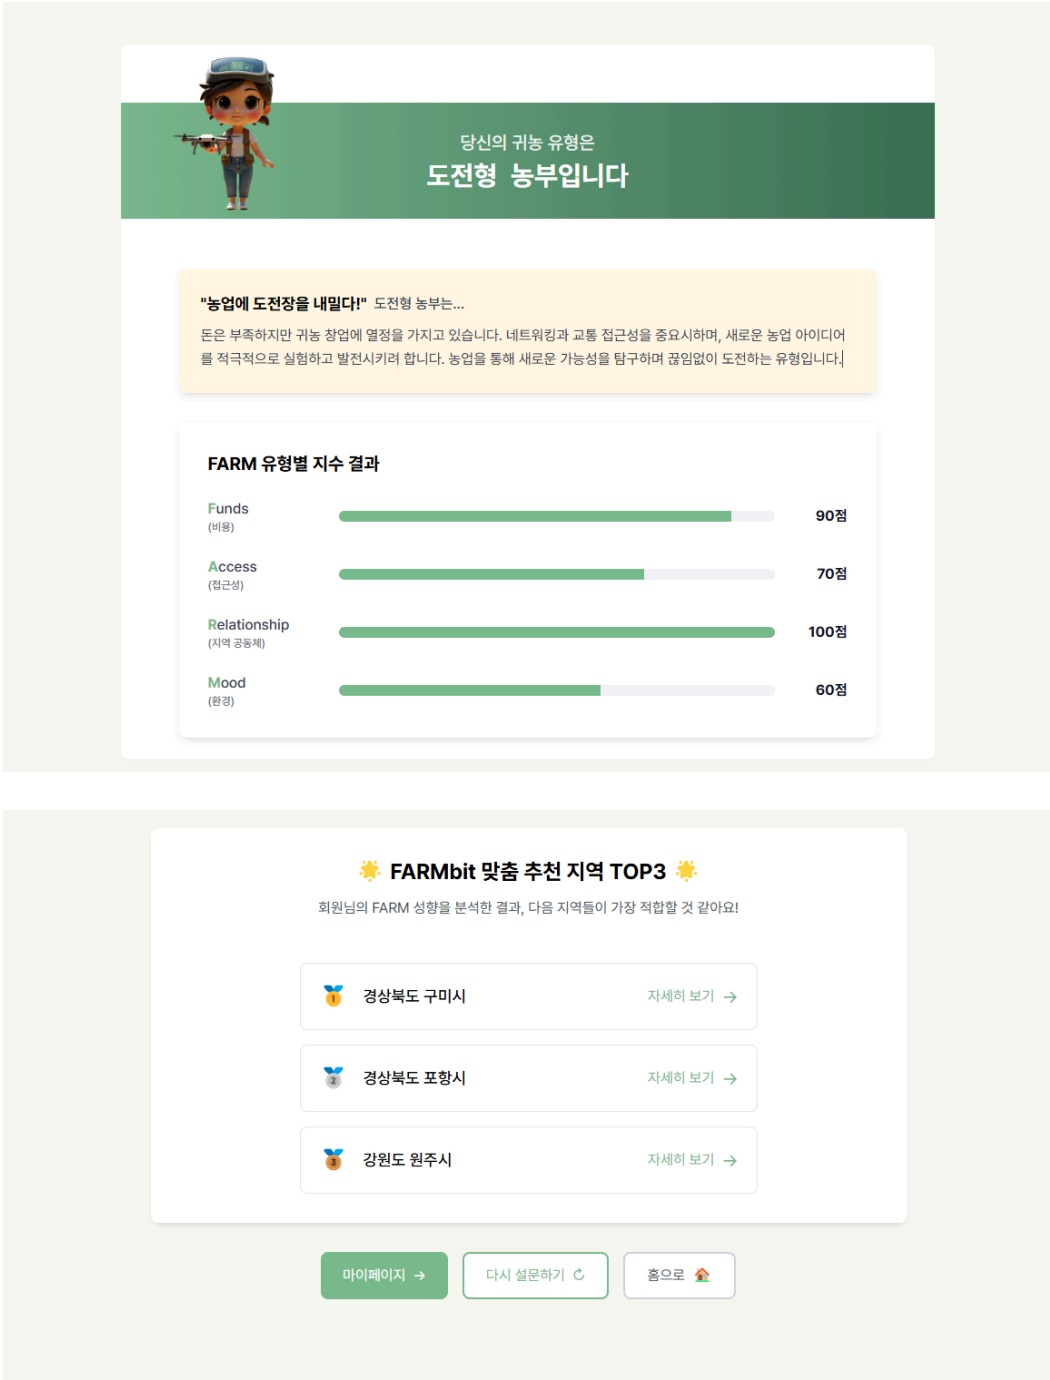 당신의 귀농 유형은
도전형 농부입니다
"농업에 도전장을 내밀다!" 도전형 농부는...
돈은 부족하지만 귀농 창업에 열정을 가지고 있습니다. 네트워킹과 교통 접근성을 중요시하며, 새로운 농업 아이디어
를 적극적으로 실험하고 발전시키려 합니다. 농업을 통해 새로운 가능성을 탐구하며 끊임없이 도전하는 유형입니다.
FARM 유형별 지수 결과
Funds
(비용)
90점
Access
(접근성)
70점
Relationship
(지역 공동체)
100점
Mood
(환경)
60점
🌟 FARMbit 맞춤 추천 지역 TOP3 🌟
회원님의 FARM 성향을 분석한 결과, 다음 지역들이 가장 적합할 것 같아요!
1 경상북도 구미시 자세히 보기 →
2 경상북도 포항시 자세히 보기 →
3 강원도 원주시 자세히 보기 →
마이페이지 → 다시 설문하기 ↻ 홈으로 🏠